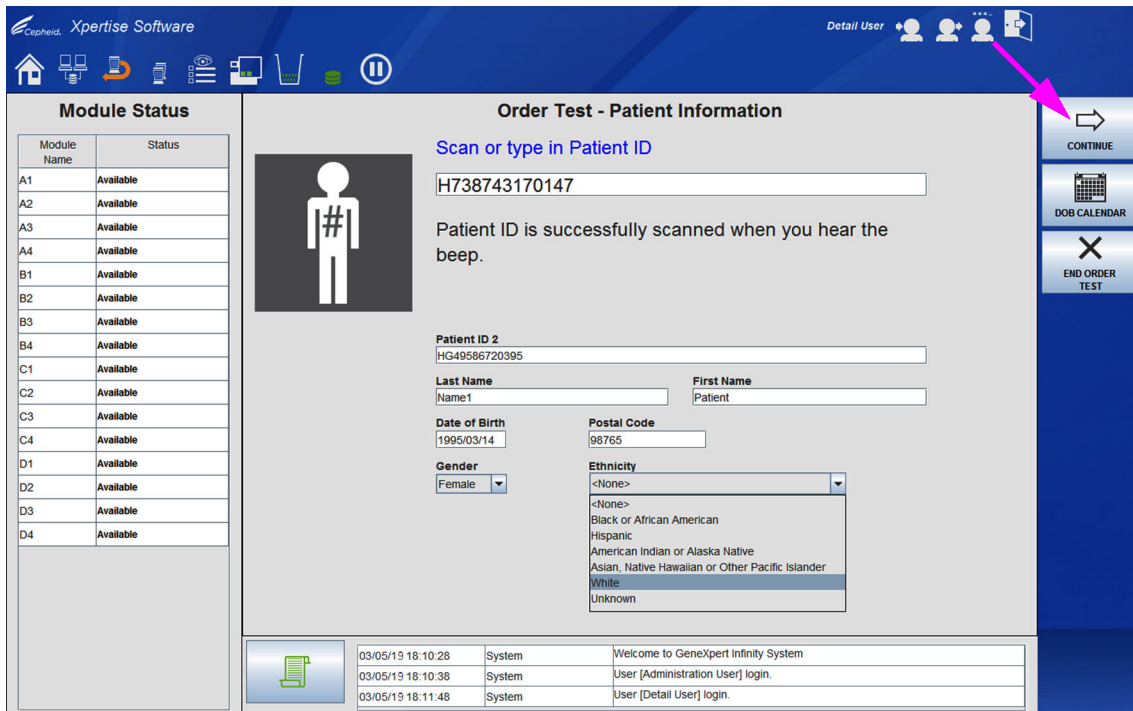 Cepheid. Xpertise Software
Detail User
Module Status
Module Name Status
A1 Available
A2 Available
A3 Available
A4 Available
B1 Available
B2 Available
B3 Available
B4 Available
C1 Available
C2 Available
C3 Available
C4 Available
D1 Available
D2 Available
D3 Available
D4 Available
Order Test - Patient Information
Scan or type in Patient ID
H738743170147
#
Patient ID is successfully scanned when you hear the
beep.
Patient ID 2
HG49586720395
Last Name First Name
Name1 Patient
Date of Birth Postal Code
1995/03/14 98765
Gender Ethnicity
Female <None>
<None>
Black or African American
Hispanic
American Indian or Alaska Native
Asian, Native Hawaiian or Other Pacific Islander
White
Unknown
CONTINUE
DOB CALENDAR
END ORDER
TEST
03/05/19 18:10:28 System Welcome to GeneXpert Infinity System
03/05/19 18:10:38 System User [Administration User] login.
03/05/19 18:11:48 System User [Detail User] login.